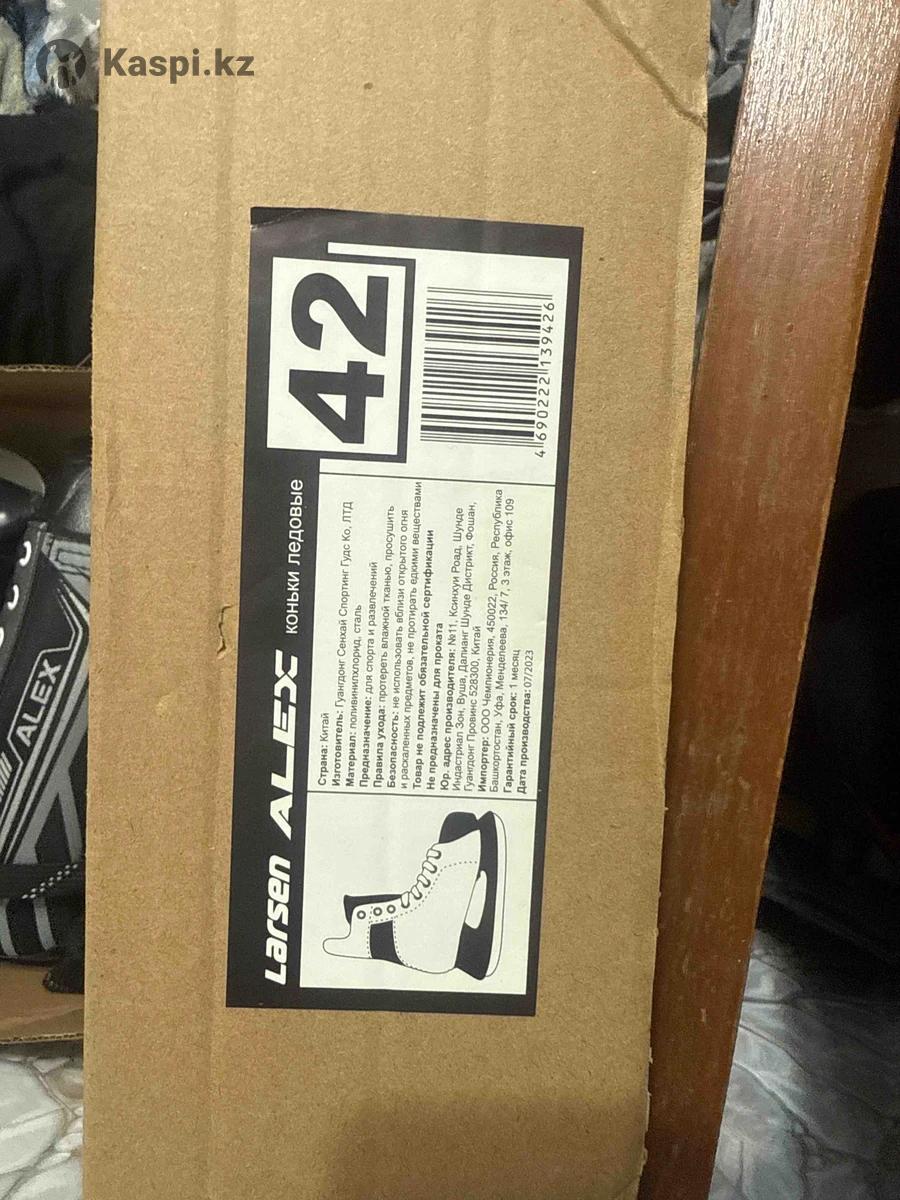 Kaspi.kz
Larsen ALEX коньки ледовые
42
Страна: Китай
Изготовитель: Гуангдонг Сенхай Спортинг Гудс Ко, ЛТД
Материал: поливинилхлорид, сталь
Предназначение: для спорта и развлечений
Правила ухода: протереть влажной тканью, просушить
Безопасность: не использовать вблизи открытого огня
и раскаленных предметов, не протирать едкими веществами
Товар не подлежит обязательной сертификации
Не предназначены для проката
Юр. адрес производителя: №11, Ксинхуи Роад, Шунде
Индастриал Зон, Вуша, Далианг Шунде Дистрикт, Фошан,
Гуангдонг Провинс 528300, Китай
Импортер: ООО Чемпионерия, 450022, Россия, Республика
Башкортостан, Уфа, Менделеева, 134/7, 3 этаж, офис 109
Гарантийный срок: 1 месяц
Дата производства: 07/2023
4690222139426
ALEX